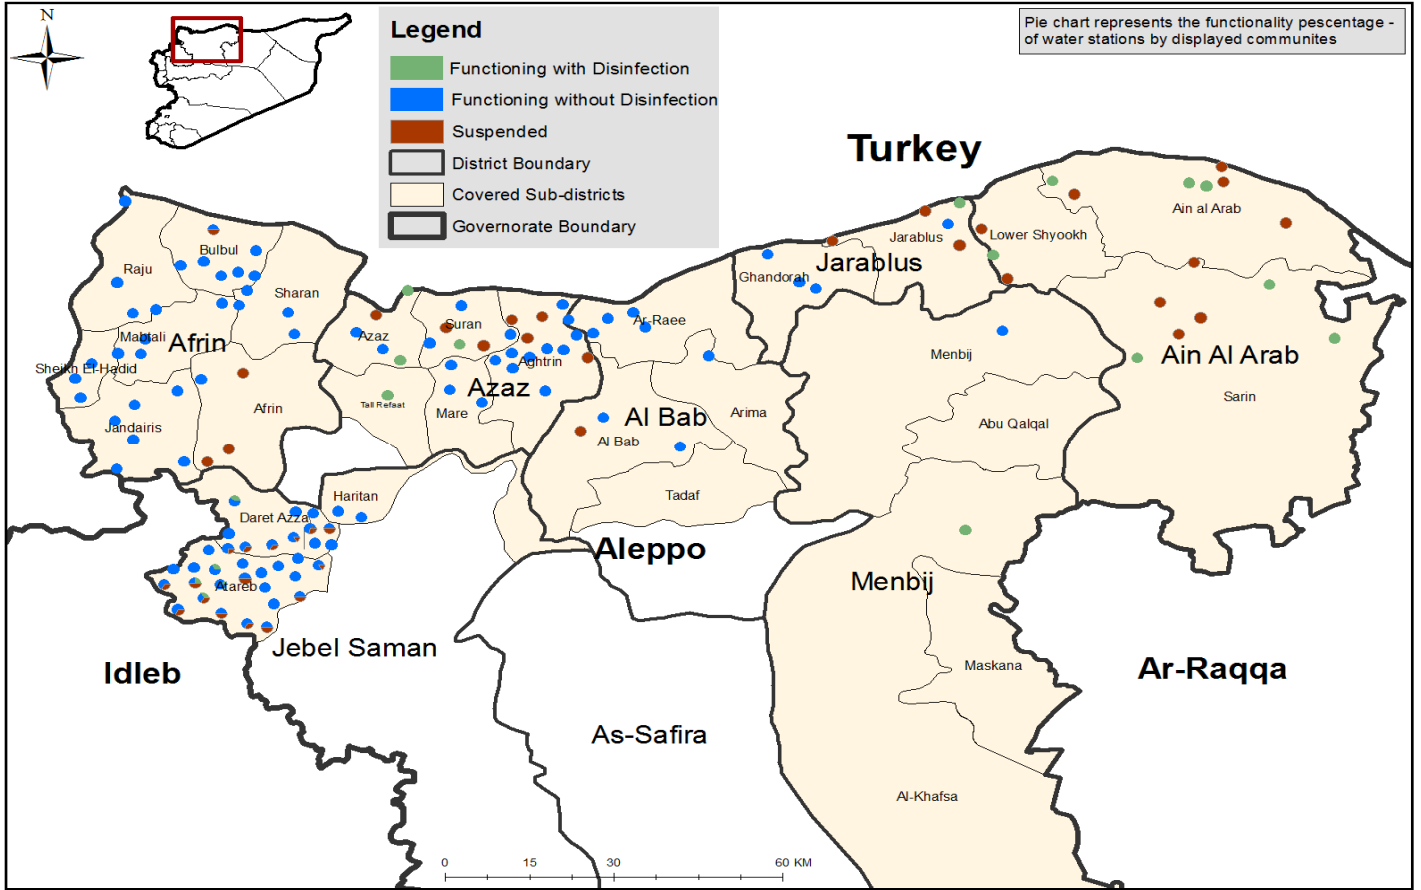 N
Legend
Functioning with Disinfection
Functioning without Disinfection
Suspended
District Boundary
Covered Sub-districts
Governorate Boundary
Pie chart represents the functionality pescentage -
of water stations by displayed communites
Turkey
Bulbul
Raju
Sharan
Mabtali
Afrin
Sheikh El-Hadid
Afrin
Jandairis
Azaz
Suran
Aghtrin
Azaz
Tall Refaat
Mare
Ar-Raee
Al Bab
Arima
Al Bab
Tadaf
Ghandorah
Jarablus
Jarablus
Lower Shyookh
Ain al Arab
Ain Al Arab
Sarin
Menbij
Abu Qalqal
Haritan
Daret Azza
Atareb
Aleppo
Menbij
Jebel Saman
Idleb
Maskana
Ar-Raqqa
As-Safira
Al-Khafsa
0 15 30 60 KM